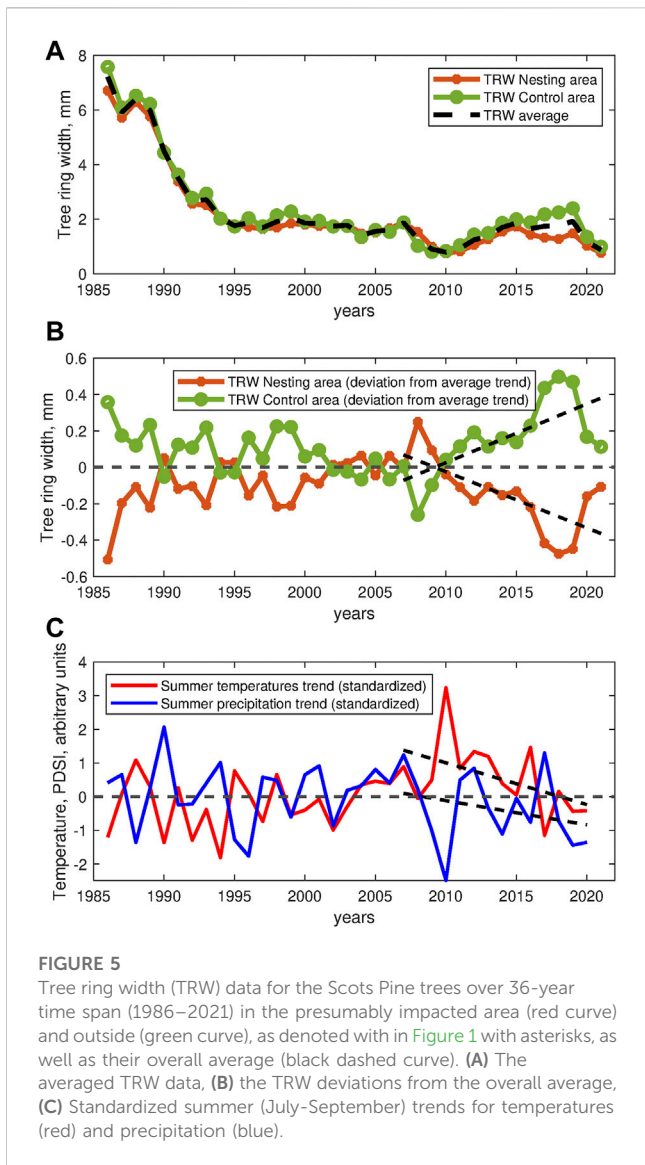 A
8
6
4
2
0
Tree ring width, mm
TRW Nesting area
TRW Control area
TRW average
1985 1990 1995 2000 2005 2010 2015 2020
years
B
0.6
0.4
0.2
0
-0.2
-0.4
-0.6
Tree ring width, mm
TRW Nesting area (deviation from average trend)
TRW Control area (deviation from average trend)
1985 1990 1995 2000 2005 2010 2015 2020
years
C
4
3
2
1
0
-1
-2
Temperature, PDSI, arbitrary units
Summer temperatures trend (standardized)
Summer precipitation trend (standardized)
1985 1990 1995 2000 2005 2010 2015 2020
years
FIGURE 5
Tree ring width (TRW) data for the Scots Pine trees over 36-year
time span (1986–2021) in the presumably impacted area (red curve)
and outside (green curve), as denoted with in Figure 1 with asterisks, as
well as their overall average (black dashed curve). (A) The
averaged TRW data, (B) the TRW deviations from the overall average,
(C) Standardized summer (July-September) trends for temperatures
(red) and precipitation (blue).